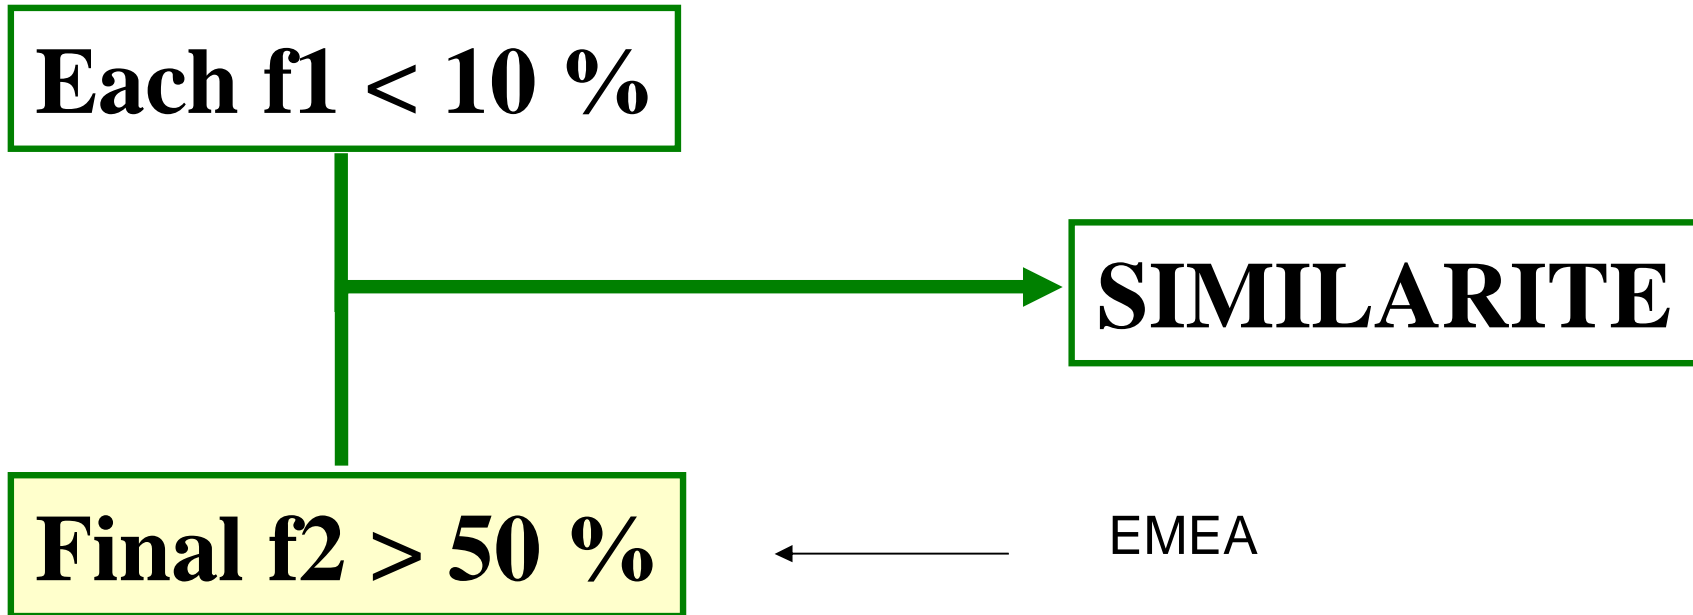 Each f1 < 10 %
SIMILARITE
Final f2 > 50 %
EMEA